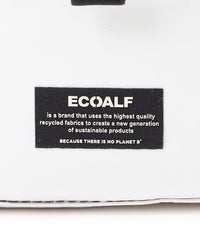 ECOALF
is a brand that uses the highest quality
recycled fabrics to create a new generation
of sustainable products
BECAUSE THERE IS NO PLANET B®